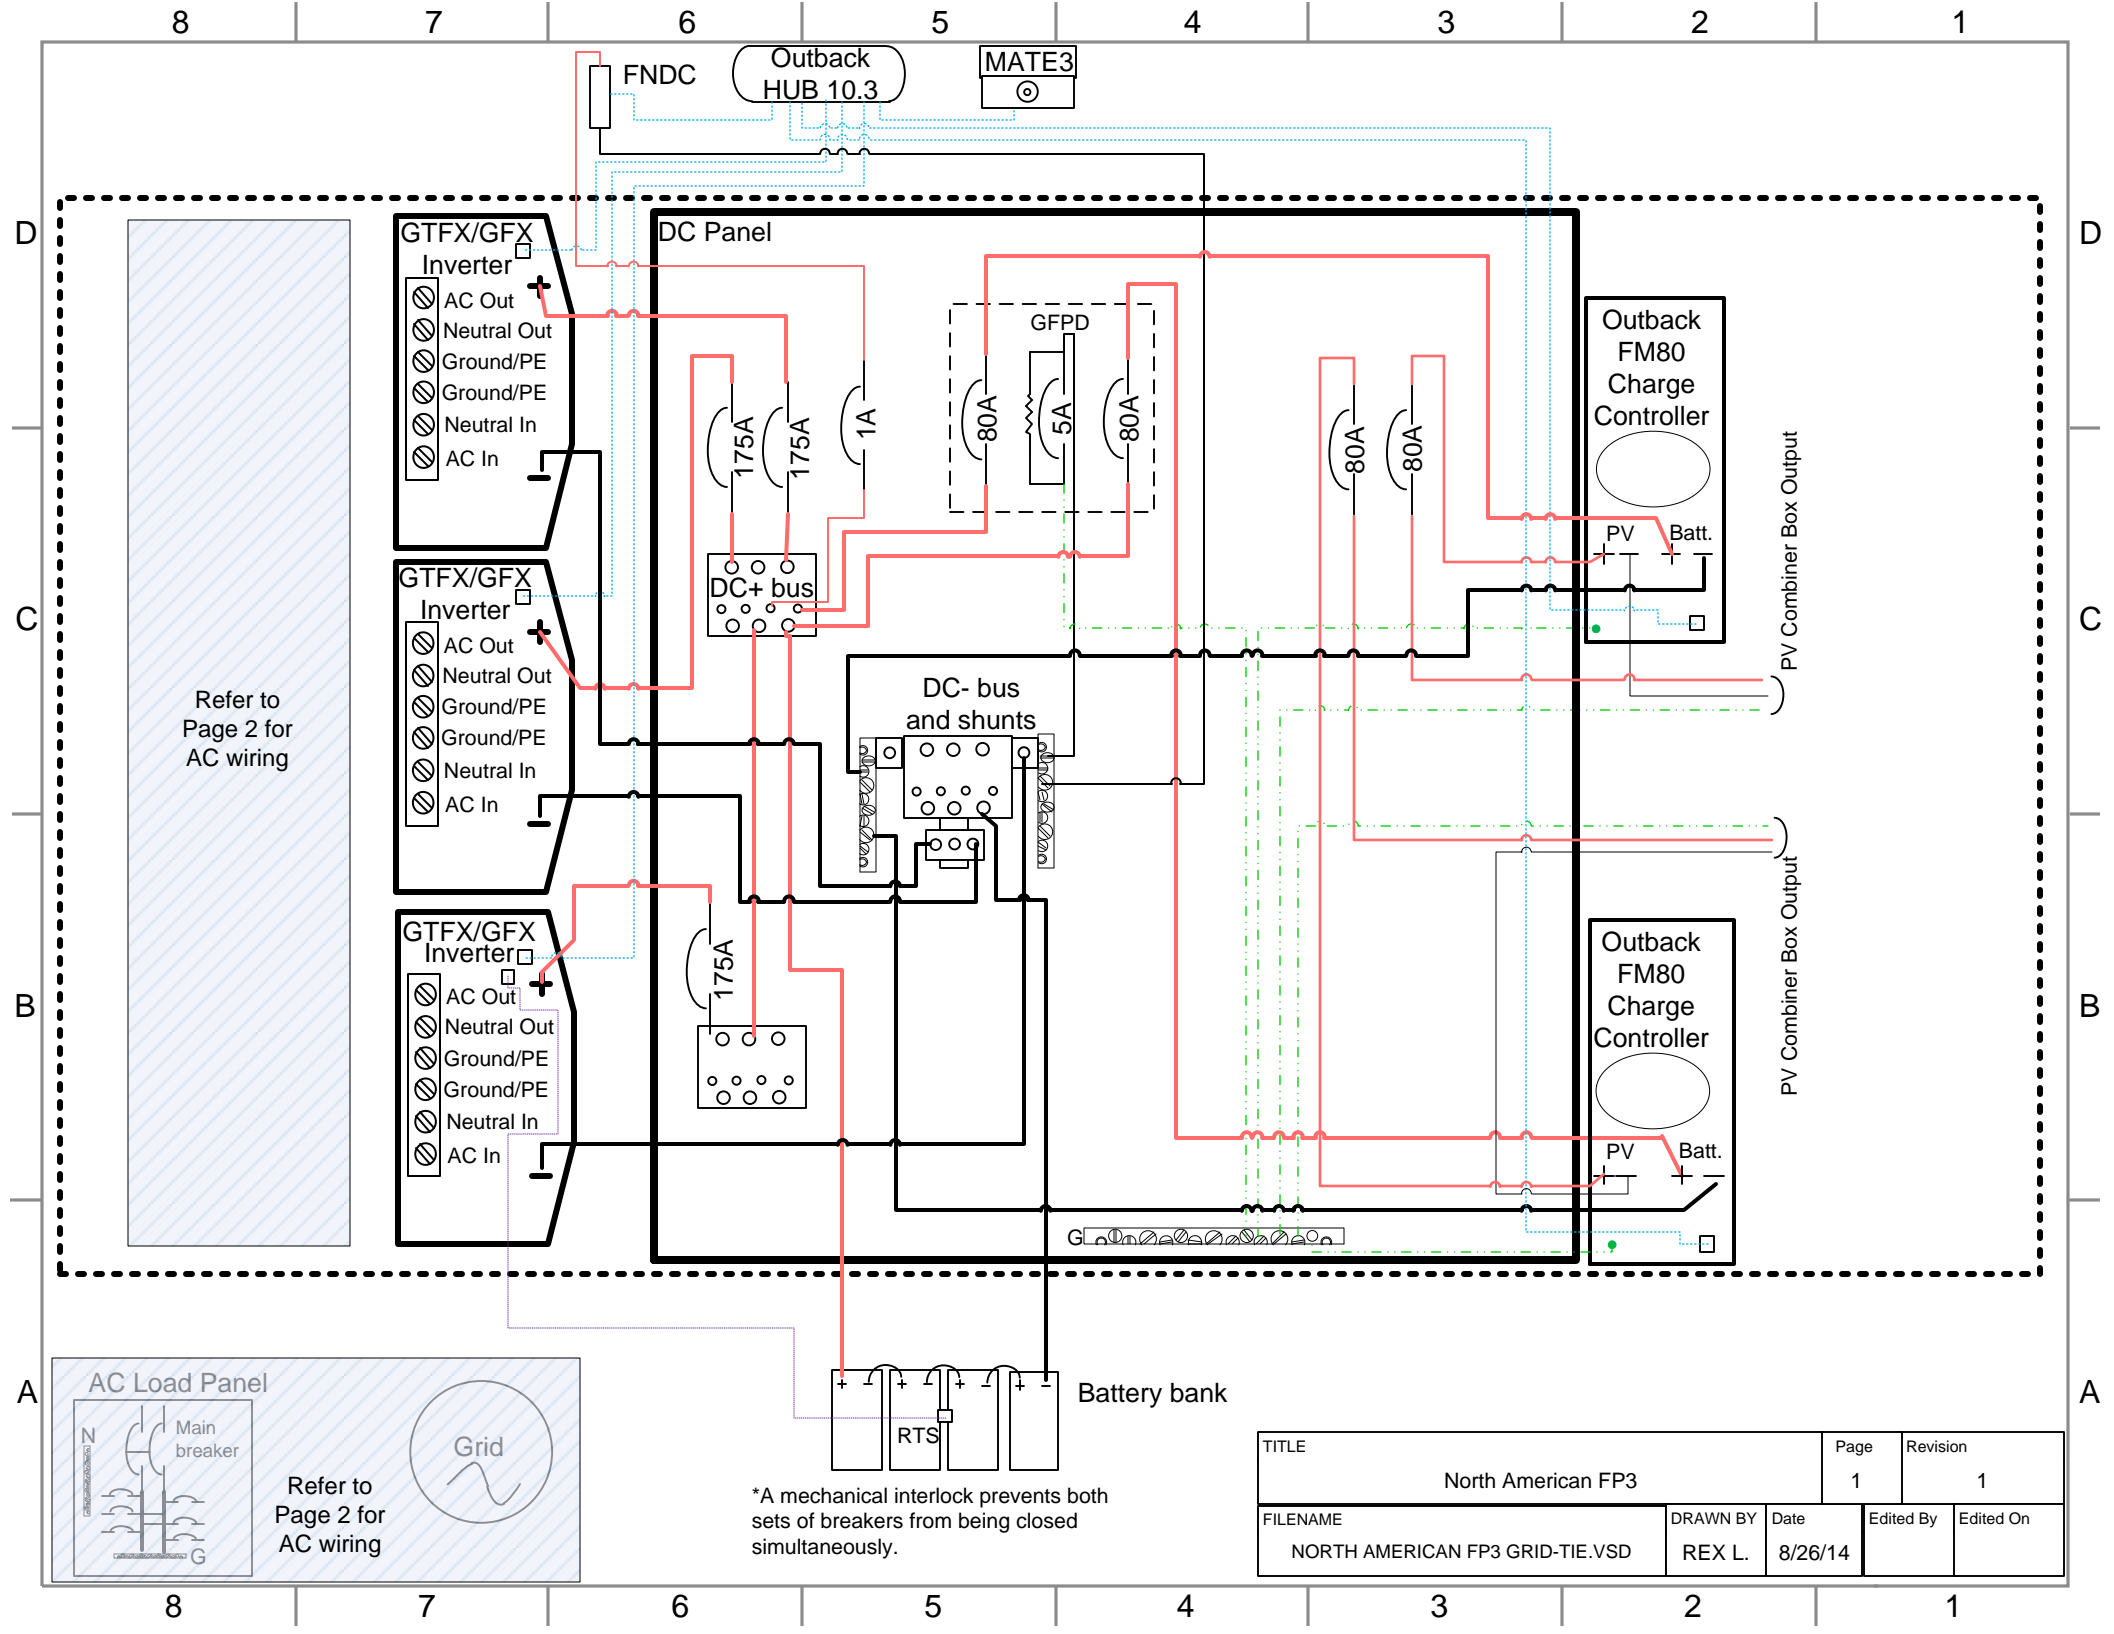 8 7 6 5 4 3 2 1
FNDC
Outback
HUB 10.3
MATE3
D
D
GTFX/GFX
Inverter
+
AC Out
Neutral Out
Ground/PE
Ground/PE
Neutral In
AC In
DC Panel
GFPD
175A
175A
1A
80A
5A
80A
80A
80A
Outback
FM80
Charge
Controller
PV
Batt.
PV Combiner Box Output
DC+ bus
C
C
GTFX/GFX
Inverter
+
AC Out
Neutral Out
Ground/PE
Ground/PE
Neutral In
AC In
Refer to
Page 2 for
AC wiring
DC- bus
and shunts
B
B
GTFX/GFX
Inverter
+
AC Out
Neutral Out
Ground/PE
Ground/PE
Neutral In
AC In
175A
Outback
FM80
Charge
Controller
PV
Batt.
PV Combiner Box Output
G
A
A
AC Load Panel
N
Main
breaker
G
Grid
Refer to
Page 2 for
AC wiring
+ - + - + - + -
RTS
Battery bank
*A mechanical interlock prevents both
sets of breakers from being closed
simultaneously.
TITLE
North American FP3
Page
1
Revision
1
FILENAME
NORTH AMERICAN FP3 GRID-TIE.VSD
DRAWN BY
REX L.
Date
8/26/14
Edited By
Edited On
8 7 6 5 4 3 2 1